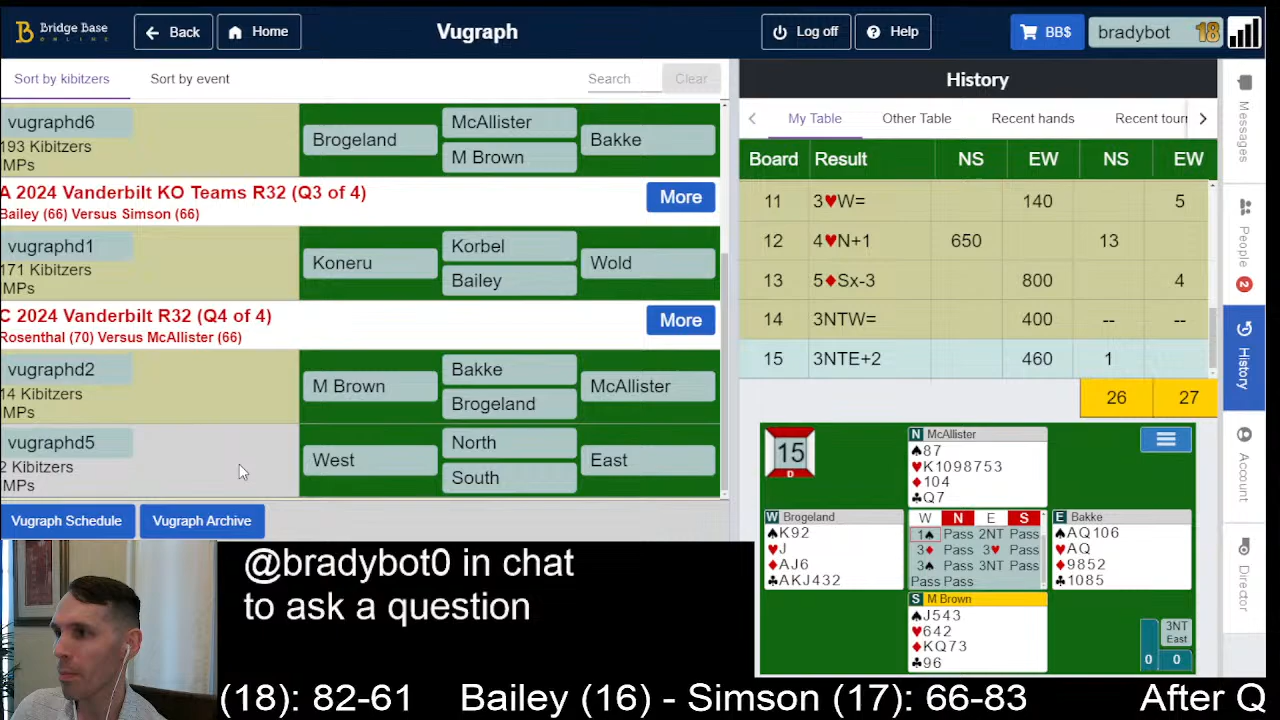 Bridge Base
ONLINE
Back
Home
Vugraph
Log off
Help
BB$
bradybot 18
Sort by kibitzers
Sort by event
Search
Clear
vugraphd6
193 Kibitzers
MPs
Brogeland
McAllister
M Brown
Bakke
A 2024 Vanderbilt KO Teams R32 (Q3 of 4)
Bailey (66) Versus Simson (66)
More
vugraphd1
171 Kibitzers
MPs
Koneru
Korbel
Bailey
Wold
C 2024 Vanderbilt R32 (Q4 of 4)
Rosenthal (70) Versus McAllister (66)
More
vugraphd2
14 Kibitzers
MPs
M Brown
Bakke
Brogeland
McAllister
vugraphd5
2 Kibitzers
MPs
West
North
South
East
Vugraph Schedule
Vugraph Archive
History
My Table
Other Table
Recent hands
Recent tourn
Board Result NS EW NS EW
11 3♥W= 140 5
12 4♥N+1 650 13
13 5♦Sx-3 800 4
14 3NTW= 400 -- --
15 3NTE+2 460 1
26 27
15
D
N McAllister
♠87
♥K1098753
♦104
♣Q7
W Brogeland
♠K92
♥J
♦AJ6
♣AKJ432
W N E S
1♠ Pass 2NT Pass
3♦ Pass 3♥ Pass
3♠ Pass 3NT Pass
Pass Pass
E Bakke
♠AQ106
♥AQ
♦9852
♣1085
S M Brown
♠J543
♥642
♦KQ73
♣96
3NT
East
0 0
Messages
People
2
History
Account
Director
@bradybot0 in chat
to ask a question
(18): 82-61 Bailey (16) - Simson (17): 66-83 After Q